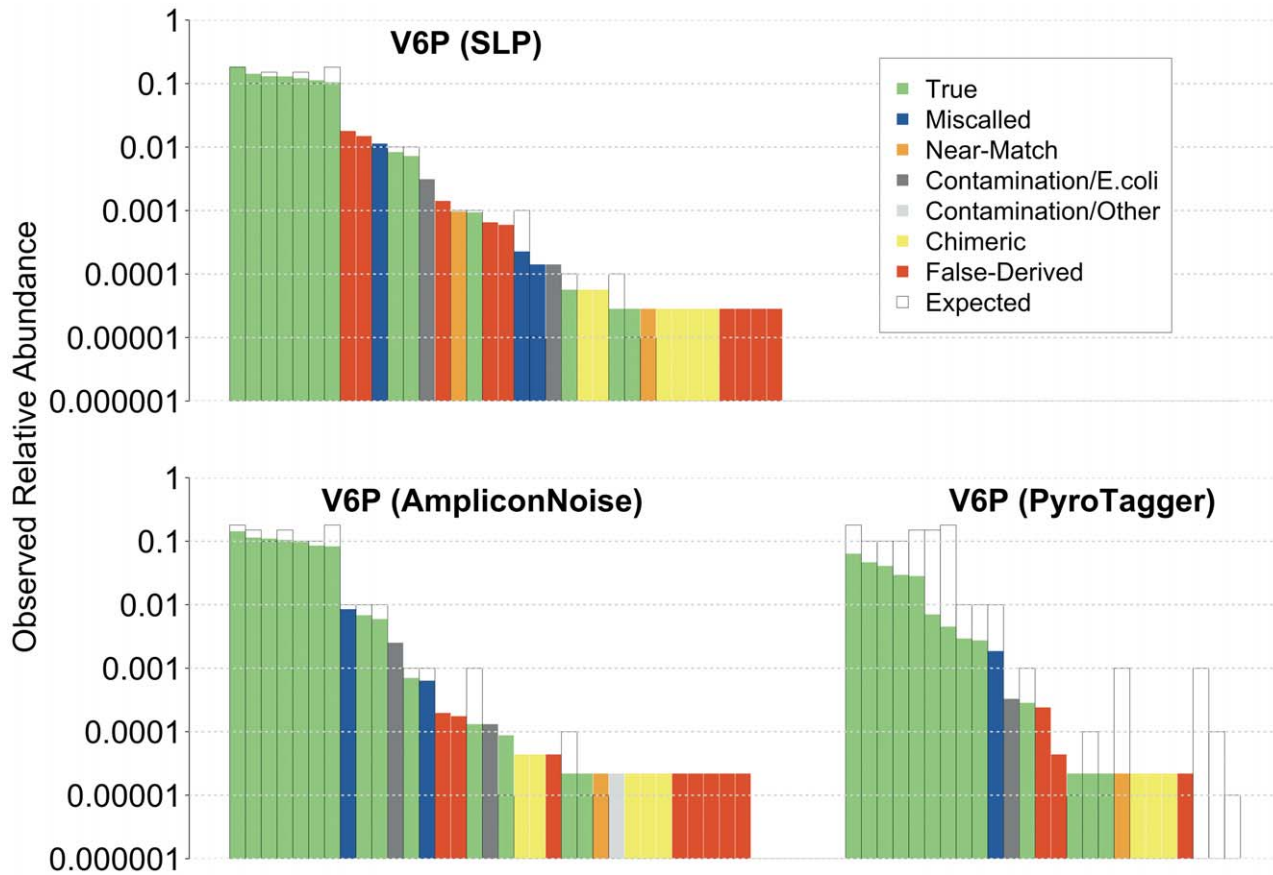 Observed Relative Abundance
V6P (SLP)
1
0.1
0.01
0.001
0.0001
0.00001
0.000001
True
Miscalled
Near-Match
Contamination/E.coli
Contamination/Other
Chimeric
False-Derived
Expected
V6P (AmpliconNoise)
V6P (PyroTagger)
1
0.1
0.01
0.001
0.0001
0.00001
0.000001